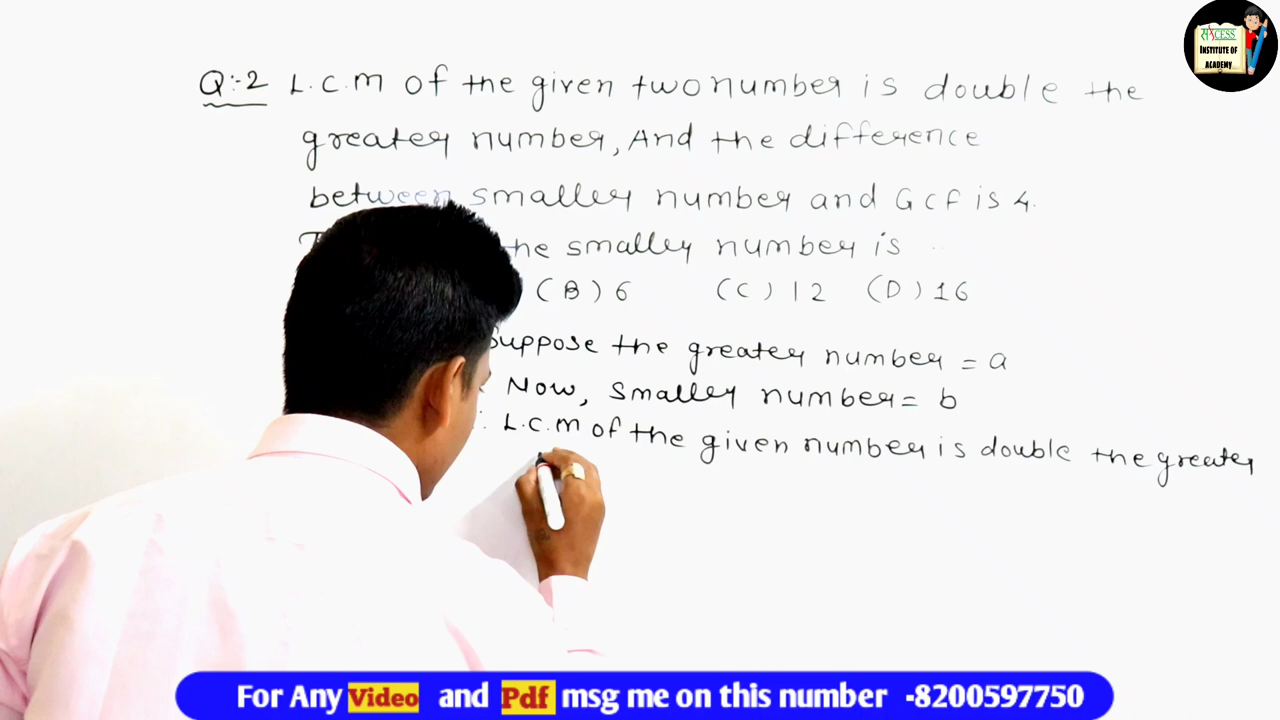 સક્સેસ CESS
INSTITUTE OF
ACADEMY
Q:-2 L.C.M of the given two number is double the
greater number, And the difference
between smaller number and GCF is 4.
the smaller number is
(B) 6 (C) 12 (D) 16
Suppose the greater number = a
Now, smaller number = b
L.C.M of the given number is double the greater
For Any Video and Pdf msg me on this number -8200597750